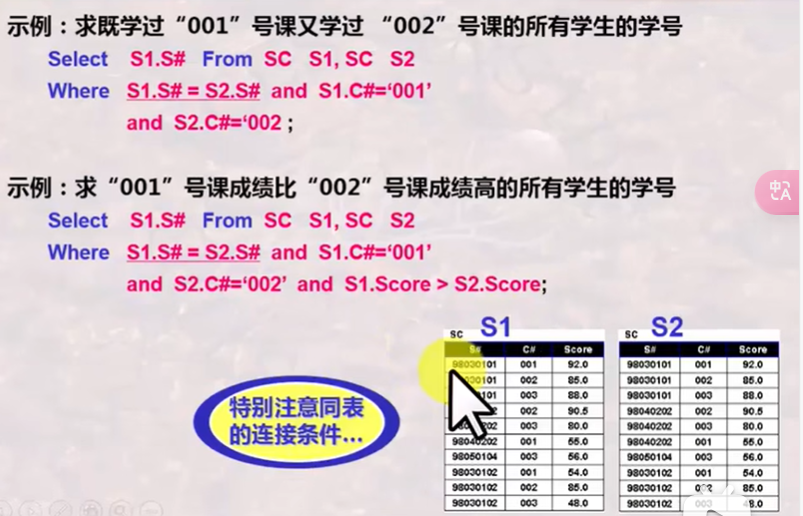 示例：求既学过“001”号课又学过 “002”号课的所有学生的学号
Select S1.S# From SC S1, SC S2
Where S1.S# = S2.S# and S1.C#=‘001’
and S2.C#=‘002 ;
示例：求“001”号课成绩比“002”号课成绩高的所有学生的学号
Select S1.S# From SC S1, SC S2
Where S1.S# = S2.S# and S1.C#=‘001’
and S2.C#=‘002’ and S1.Score > S2.Score;
特别注意同表
的连接条件...
SC S1
S# C# Score
98030101 001 92.0
98030101 002 85.0
101 003 88.0
202 002 90.5
202 003 80.0
98040202 001 55.0
98050104 003 56.0
98030102 001 54.0
98030102 002 85.0
98030102 003 48.0
SC S2
S# C# Score
98030101 001 92.0
98030101 002 85.0
98030101 003 88.0
98040202 002 90.5
98040202 003 80.0
98040202 001 55.0
98050104 003 56.0
98030102 001 54.0
98030102 002 85.0
98030102 003 48.0
中
A